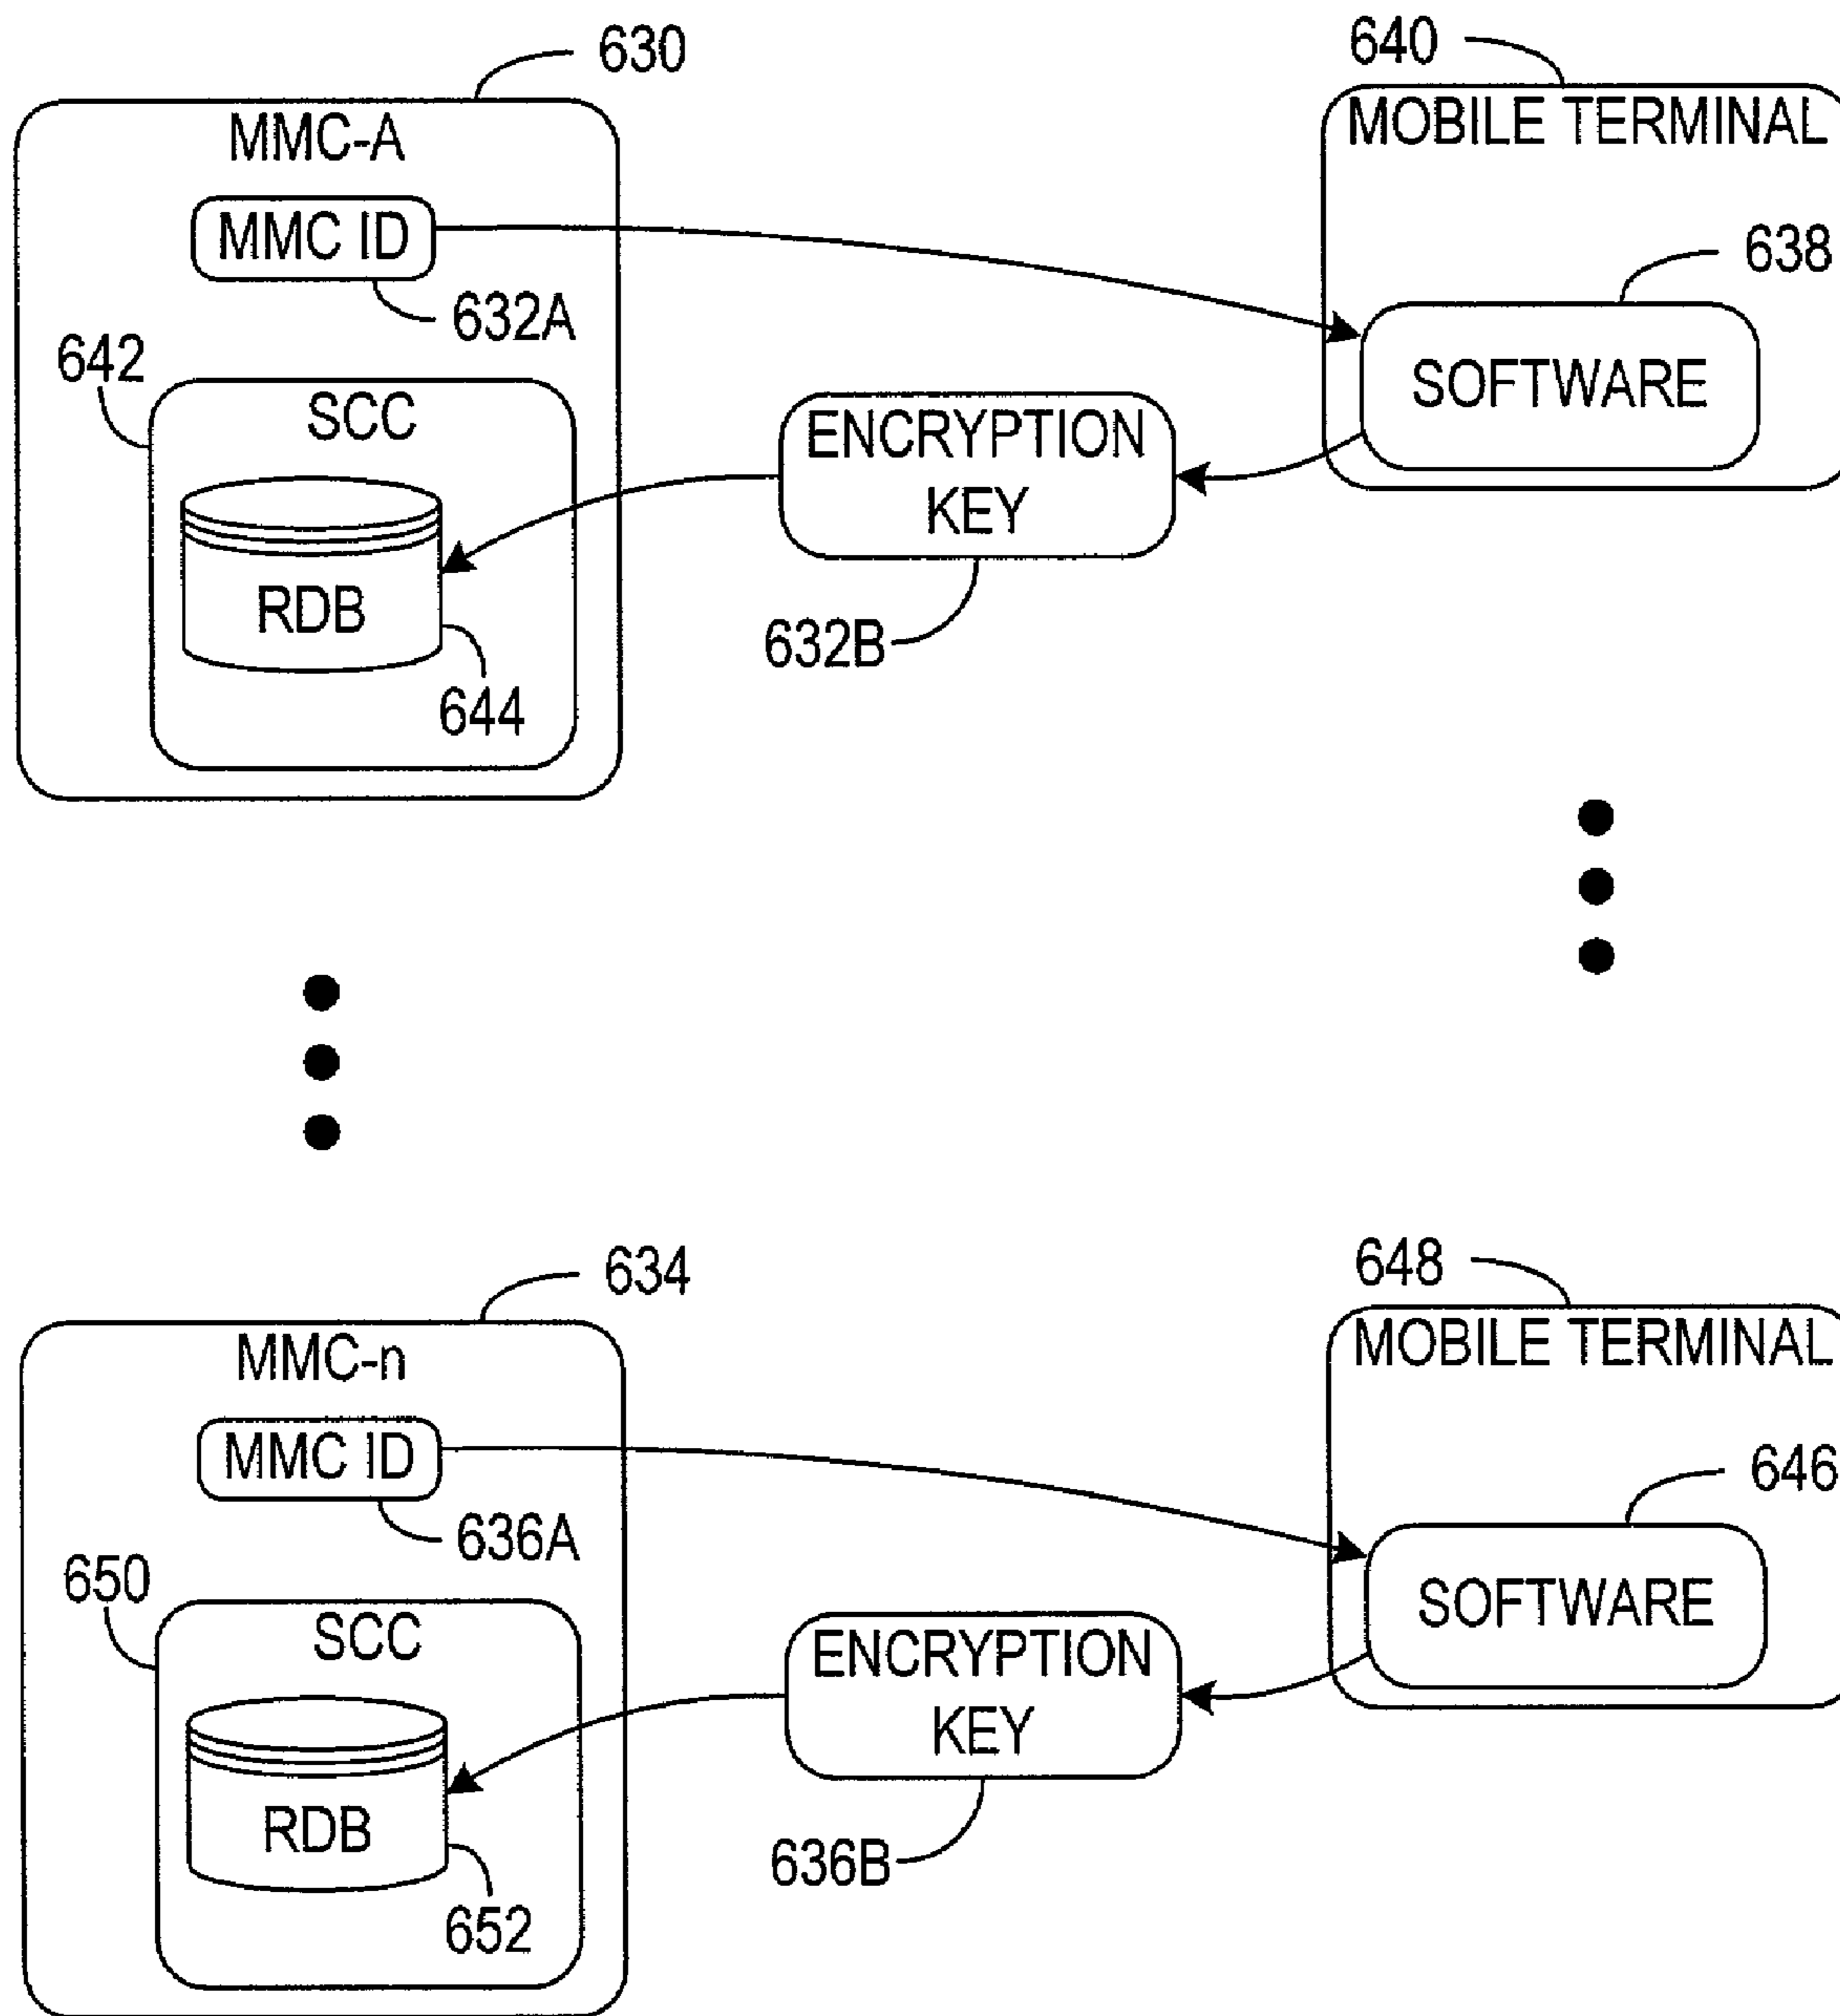 630
640
MMC-A
MOBILE TERMINAL
MMC ID
638
632A
642
SOFTWARE
SCC
ENCRYPTION
KEY
RDB
632B
644
634
648
MMC-n
MOBILE TERMINAL
MMC ID
646
636A
650
SOFTWARE
SCC
ENCRYPTION
KEY
RDB
636B
652